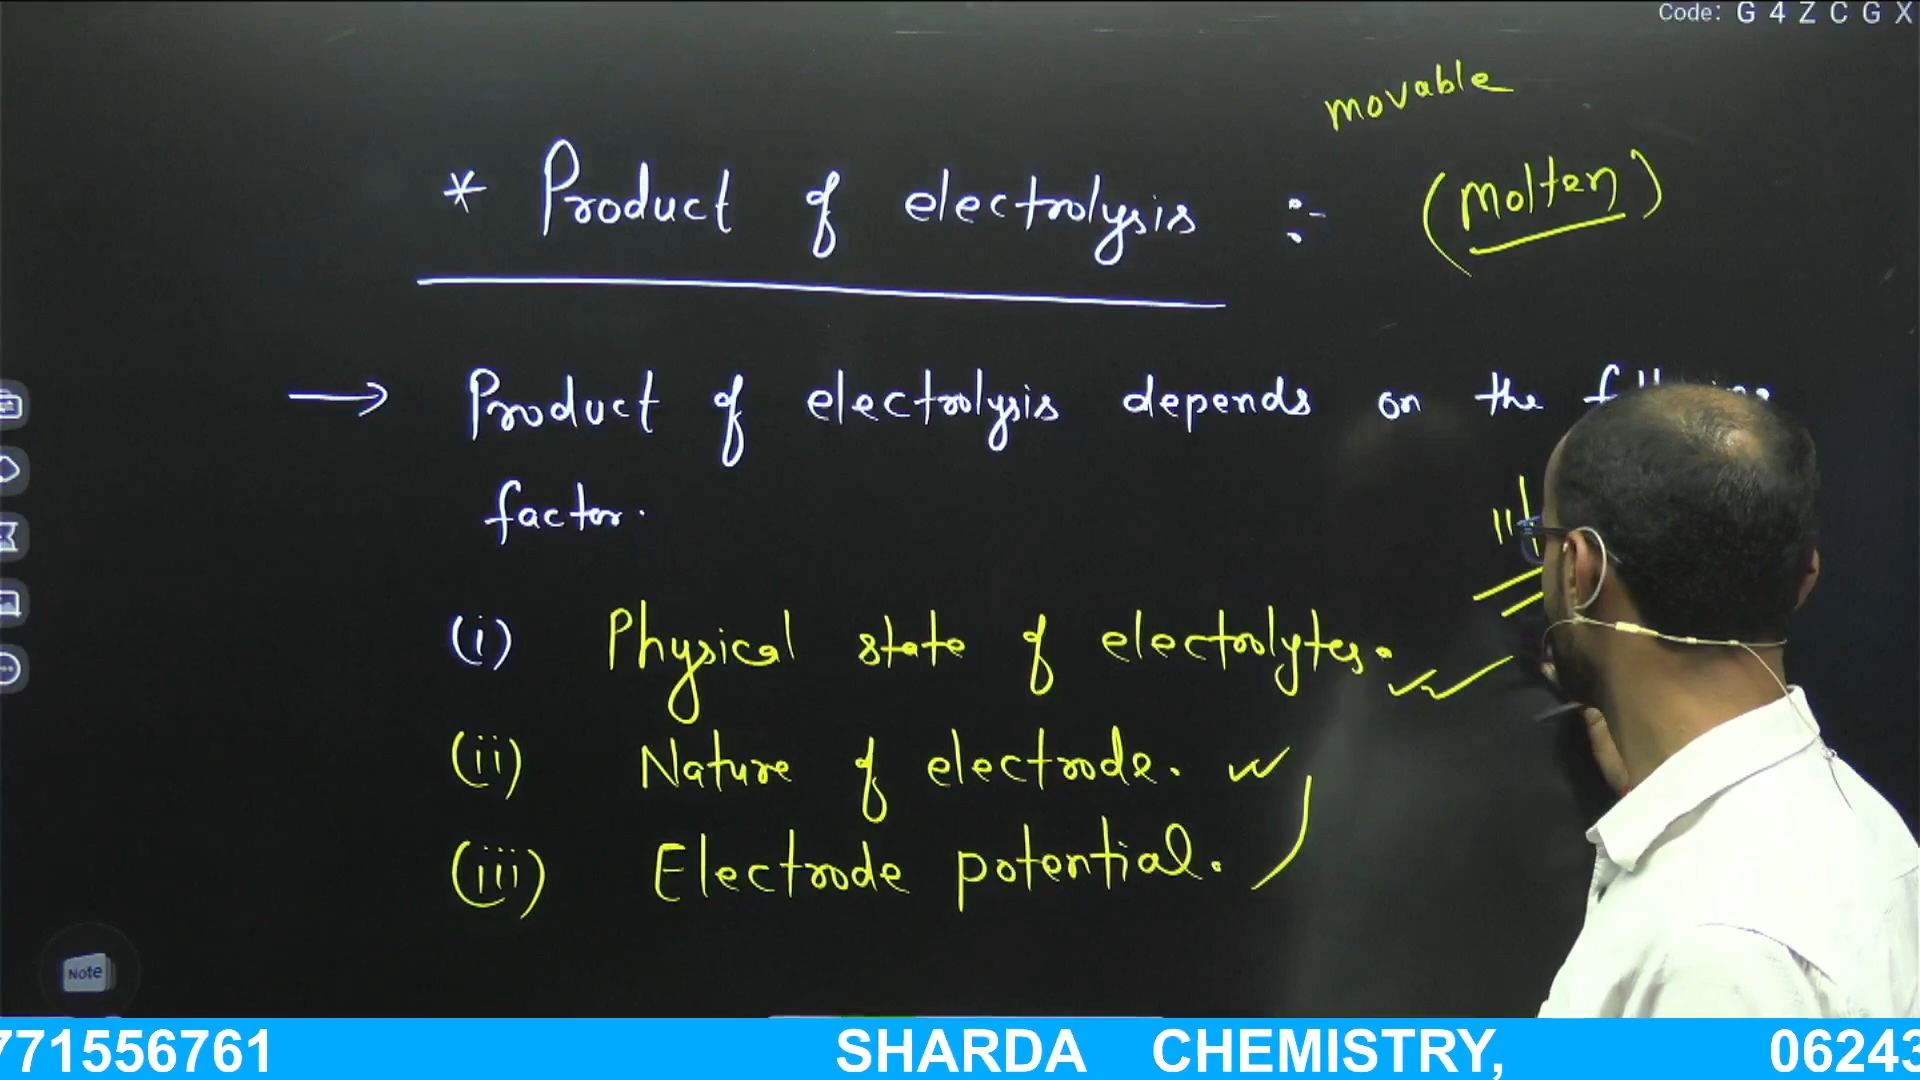 Code: G 4 Z C G X
movable
* Product of electrolysis :- (Molten)
→ Product of electrolysis depends on the
factor.
(i) Physical state of electrolytes.
(ii) Nature of electrode.
(iii) Electrode potential.
Note
771556761 SHARDA CHEMISTRY, 06243